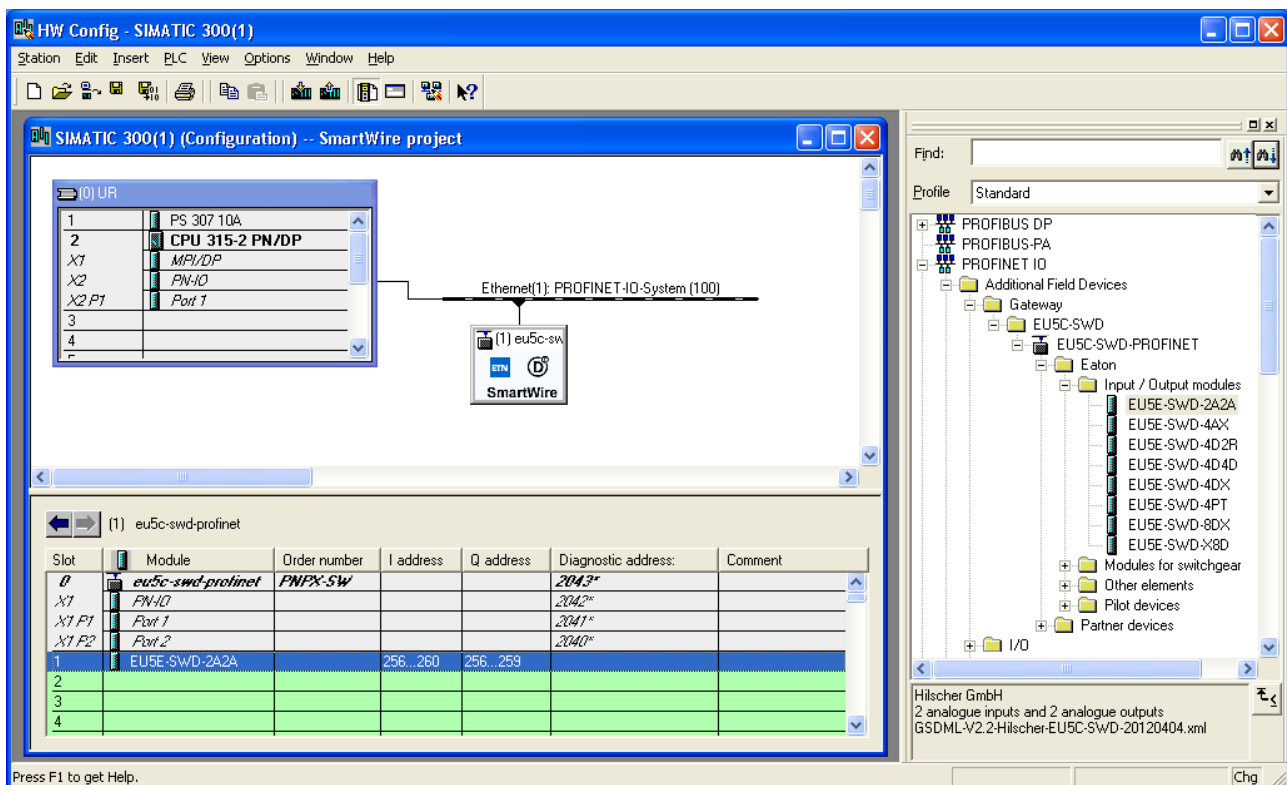 HW Config - SIMATIC 300(1)
Station Edit Insert PLC View Options Window Help
SIMATIC 300(1) (Configuration) -- SmartWire project
(0) UR
1 PS 307 10A
2 CPU 315-2 PN/DP
X1 MPI/DP
X2 PN-IO
X2 P1 Port 1
3
4
Ethernet(1): PROFINET-IO-System (100)
(1) eu5c-sw
ETN
SmartWire
(1) eu5c-swd-profinet
Slot Module Order number I address Q address Diagnostic address: Comment
0 eu5c-swd-profinet PNPX-SW 2043*
X1 PN-IO 2042*
X1 P1 Port 1 2041*
X1 P2 Port 2 2040*
1 EU5E-SWD-2A2A 256...260 256...259
2
3
4
Find:
Profile Standard
PROFIBUS DP
PROFIBUS-PA
PROFINET IO
Additional Field Devices
Gateway
EU5C-SWD
EU5C-SWD-PROFINET
Eaton
Input / Output modules
EU5E-SWD-2A2A
EU5E-SWD-4AX
EU5E-SWD-4D2R
EU5E-SWD-4D4D
EU5E-SWD-4DX
EU5E-SWD-4PT
EU5E-SWD-8DX
EU5E-SWD-X8D
Modules for switchgear
Other elements
Pilot devices
Partner devices
I/O
Hilscher GmbH
2 analogue inputs and 2 analogue outputs
GSDML-V2.2-Hilscher-EU5C-SWD-20120404.xml
Press F1 to get Help.
Chg